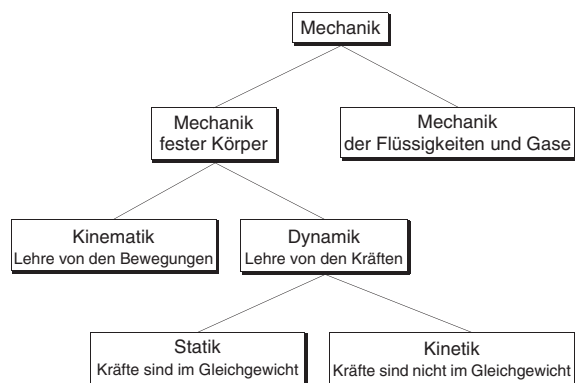 Mechanik
Mechanik
fester Körper
Mechanik
der Flüssigkeiten und Gase
Kinematik
Lehre von den Bewegungen
Dynamik
Lehre von den Kräften
Statik
Kräfte sind im Gleichgewicht
Kinetik
Kräfte sind nicht im Gleichgewicht